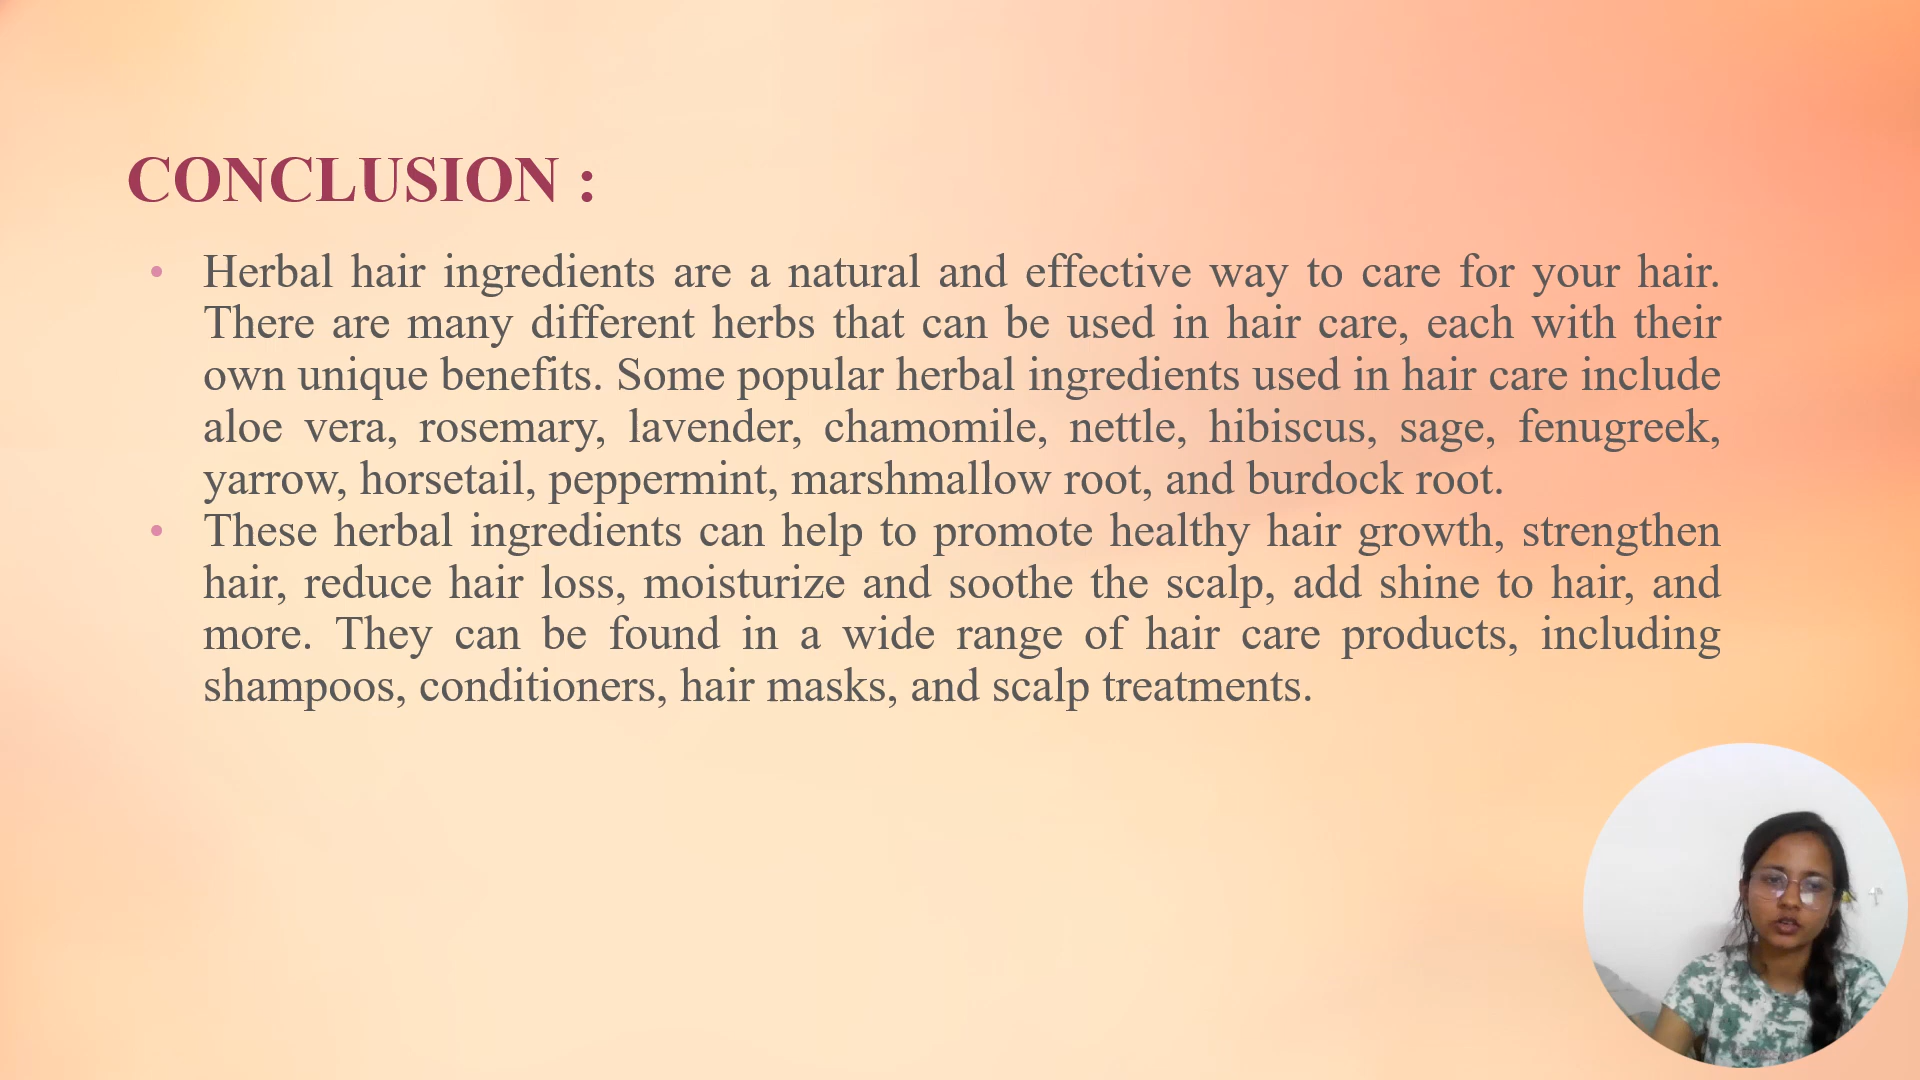 CONCLUSION :
• Herbal hair ingredients are a natural and effective way to care for your hair.
There are many different herbs that can be used in hair care, each with their
own unique benefits. Some popular herbal ingredients used in hair care include
aloe vera, rosemary, lavender, chamomile, nettle, hibiscus, sage, fenugreek,
yarrow, horsetail, peppermint, marshmallow root, and burdock root.
• These herbal ingredients can help to promote healthy hair growth, strengthen
hair, reduce hair loss, moisturize and soothe the scalp, add shine to hair, and
more. They can be found in a wide range of hair care products, including
shampoos, conditioners, hair masks, and scalp treatments.